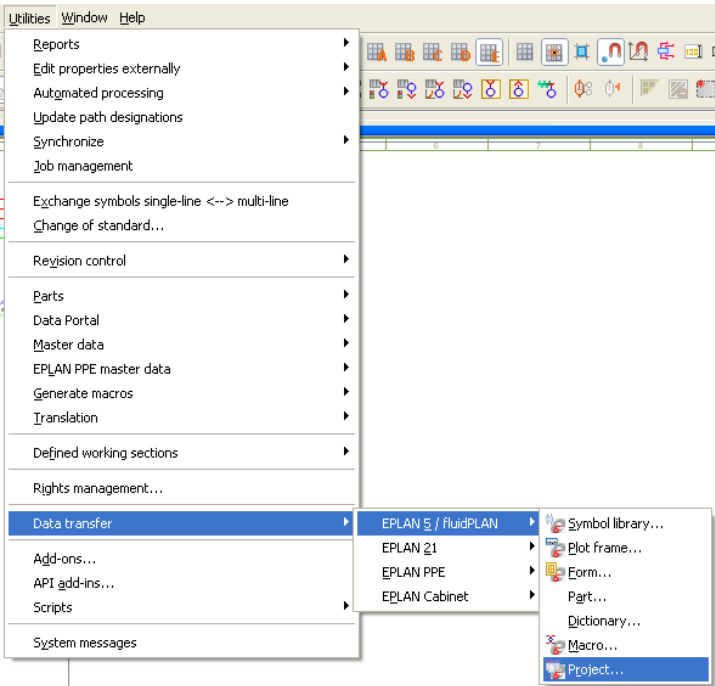 Utilities Window Help
Reports
Edit properties externally
Automated processing
Update path designations
Synchronize
Job management
Exchange symbols single-line <--> multi-line
Change of standard...
Revision control
Parts
Data Portal
Master data
EPLAN PPE master data
Generate macros
Translation
Defined working sections
Rights management...
Data transfer
Add-ons...
API add-ins...
Scripts
System messages
EPLAN 5 / fluidPLAN
EPLAN 21
EPLAN PPE
EPLAN Cabinet
Symbol library...
Plot frame...
Form...
Part...
Dictionary...
Macro...
Project...
A B C D E
6 7 8